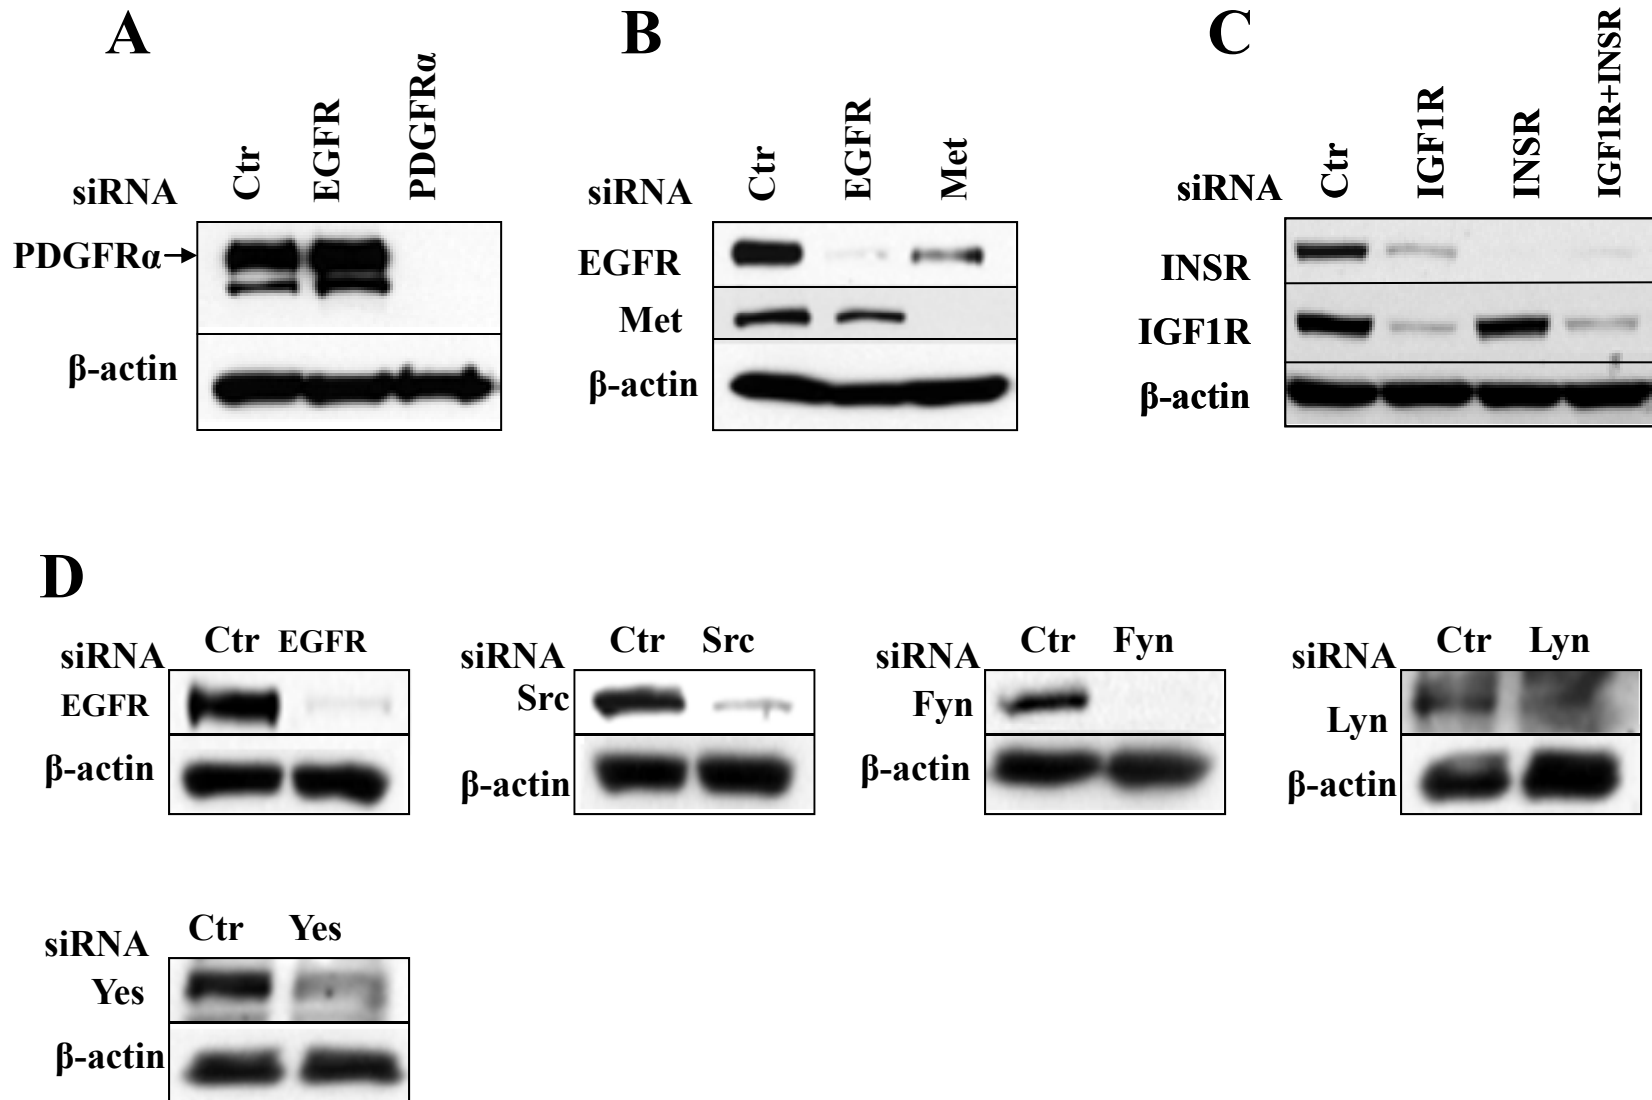 A
siRNA Ctr EGFR PDGFRα
PDGFRα
β-actin
B
siRNA Ctr EGFR Met
EGFR
Met
β-actin
C
siRNA Ctr IGF1R INSR IGF1R+INSR
INSR
IGF1R
β-actin
D
siRNA Ctr EGFR
EGFR
β-actin
siRNA Ctr Src
Src
β-actin
siRNA Ctr Fyn
Fyn
β-actin
siRNA Ctr Lyn
Lyn
β-actin
siRNA Ctr Yes
Yes
β-actin